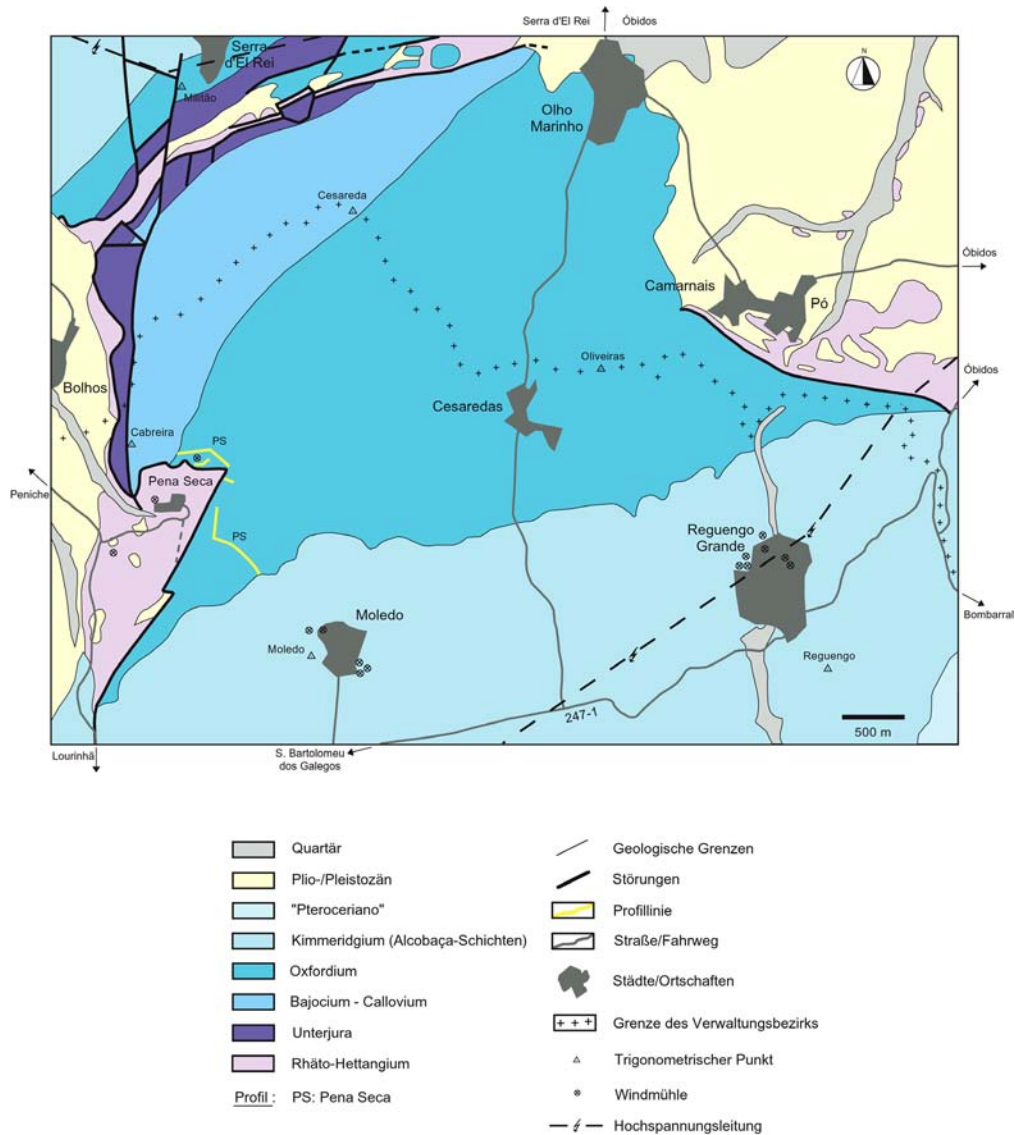 Serra d'El Rei
Óbidos
Serra
d'El Rei
N
Maitão
Olho
Marinho
Cesareda
Óbidos
Camarnais
Pó
Oliveiras
Óbidos
Bolhos
Cesaredas
Cabreira
PS
Pena Seca
Peniche
PS
Reguengo
Grande
Moledo
Bombarral
Moledo
Reguengo
247-1
500 m
Lourinhã
S. Bartolomeu
dos Galegos
Quartär
Geologische Grenzen
Plio-/Pleistozän
Störungen
"Pteroceriano"
Profillinie
Kimmeridgium (Alcobaça-Schichten)
Straße/Fahrweg
Oxfordium
Städte/Ortschaften
Bajocium - Callovium
Grenze des Verwaltungsbezirks
Unterjura
Trigonometrischer Punkt
Rhäto-Hettangium
Windmühle
Profil : PS: Pena Seca
Hochspannungsleitung